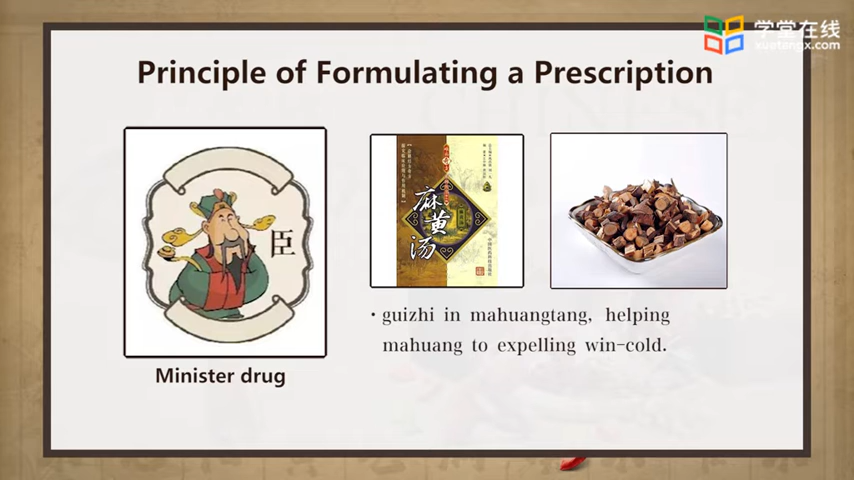 学堂在线
xuetangx.com
Principle of Formulating a Prescription
臣
麻黄汤
Minister drug
· guizhi in mahuangtang, helping
mahuang to expelling win-cold.